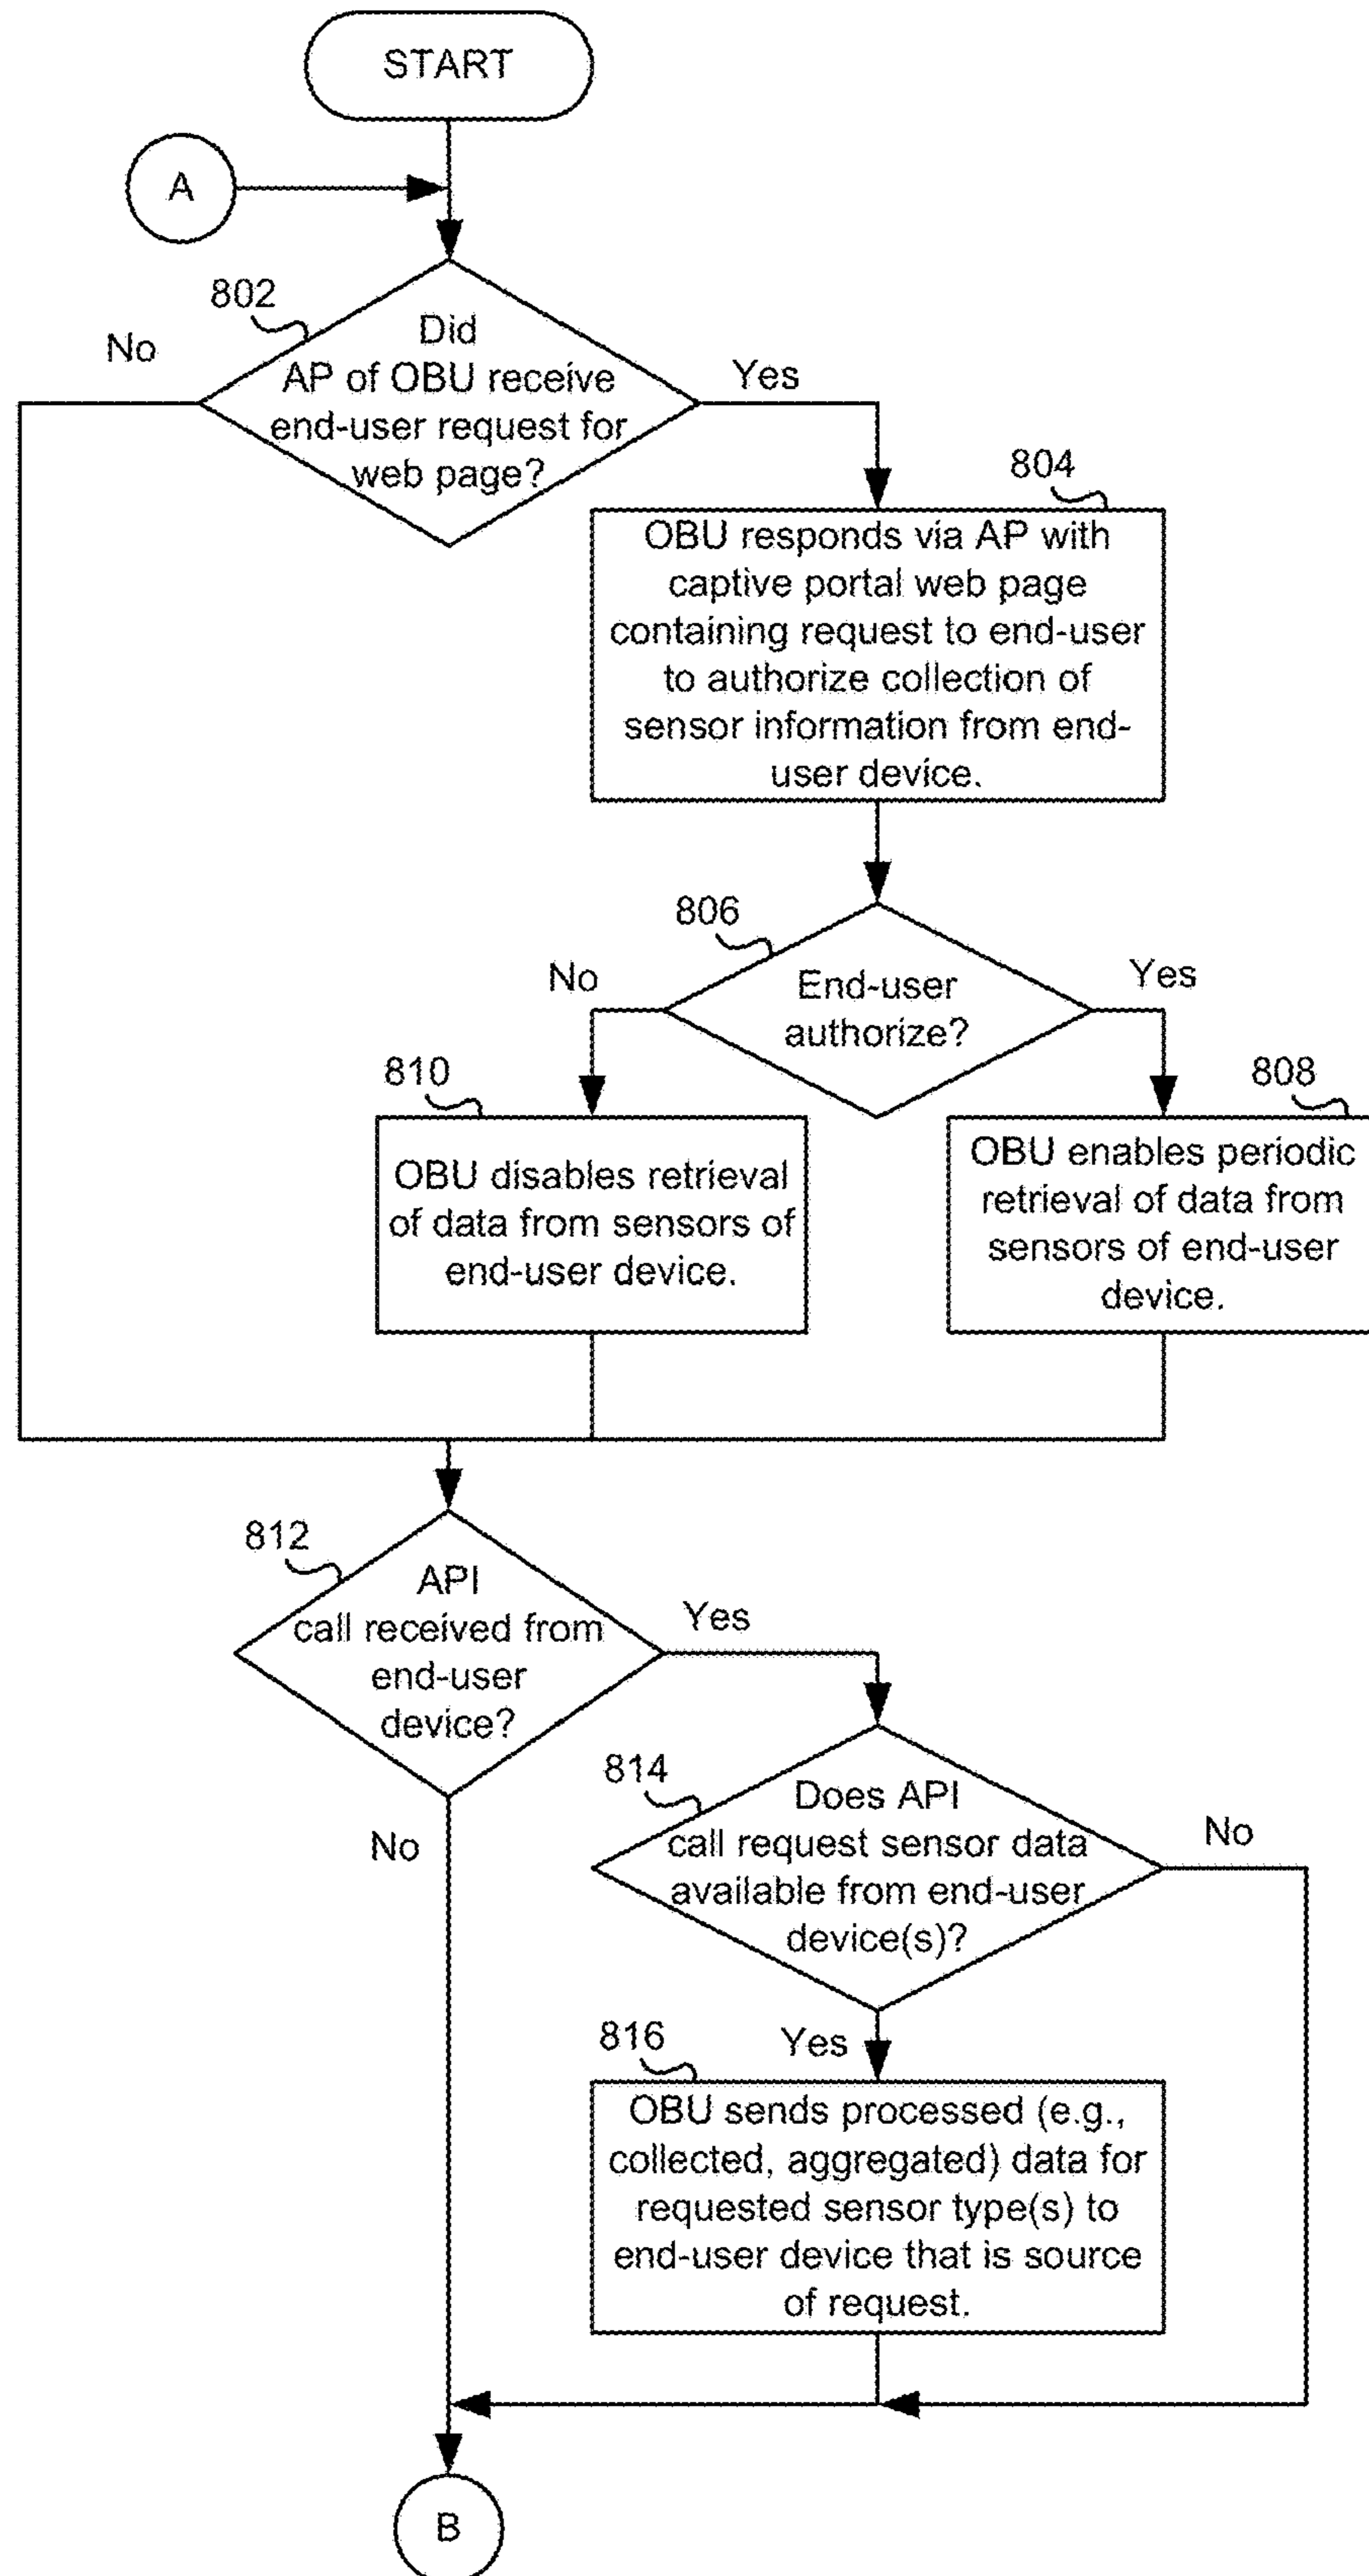 START
A
802
No
Did
AP of OBU receive
end-user request for
web page?
Yes
804
OBU responds via AP with
captive portal web page
containing request to end-user
to authorize collection of
sensor information from end-
user device.
806
No
End-user
authorize?
Yes
810
OBU disables retrieval
of data from sensors of
end-user device.
808
OBU enables periodic
retrieval of data from
sensors of end-user
device.
812
API
call received from
end-user
device?
Yes
No
814
Does API
call request sensor data
available from end-user
device(s)?
No
Yes
816
OBU sends processed (e.g.,
collected, aggregated) data for
requested sensor type(s) to
end-user device that is source
of request.
B